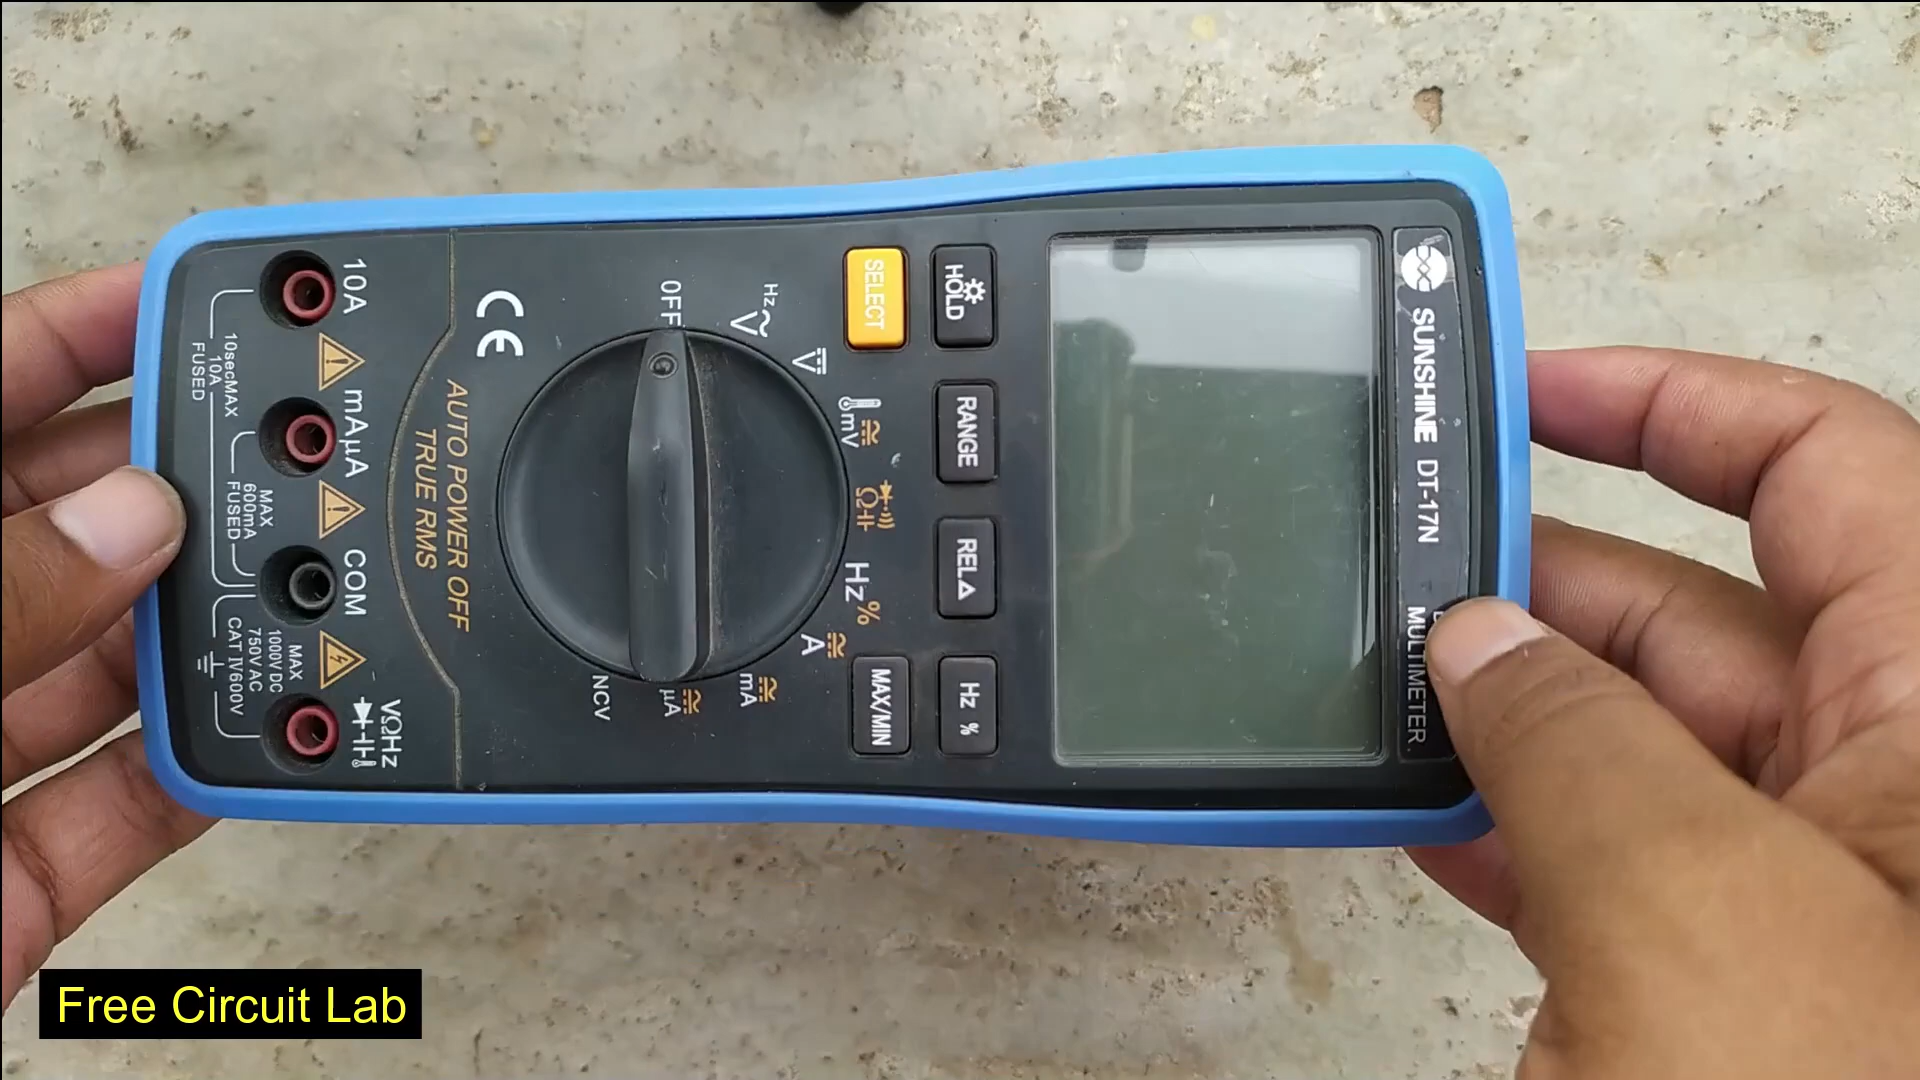 SUNSHINE DT-17N
MULTIMETER.
HOLD
RANGE
REL△
Hz %
SELECT
MAX/MIN
OFF
Hz
V
V
mV
Ω
Hz%
A
mA
μA
NCV
CE
AUTO POWER OFF
TRUE RMS
10A
mAμA
COM
VΩHz
10secMAX
10A
FUSED
MAX
600mA
FUSED
MAX
1000V DC
750V AC
CAT IV600V
Free Circuit Lab